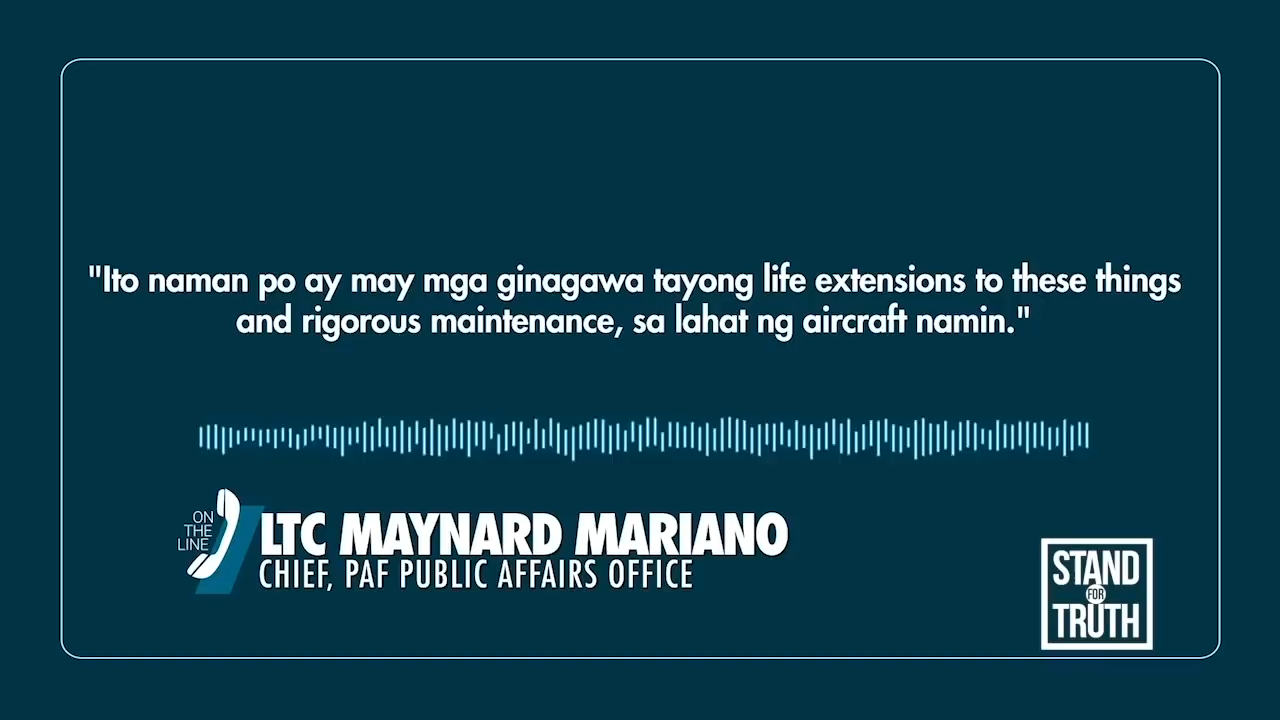 "Ito naman po ay may mga ginagawa tayong life extensions to these things
and rigorous maintenance, sa lahat ng aircraft namin."
ON
THE
LINE
LTC MAYNARD MARIANO
CHIEF, PAF PUBLIC AFFAIRS OFFICE
STAND
FOR
TRUTH